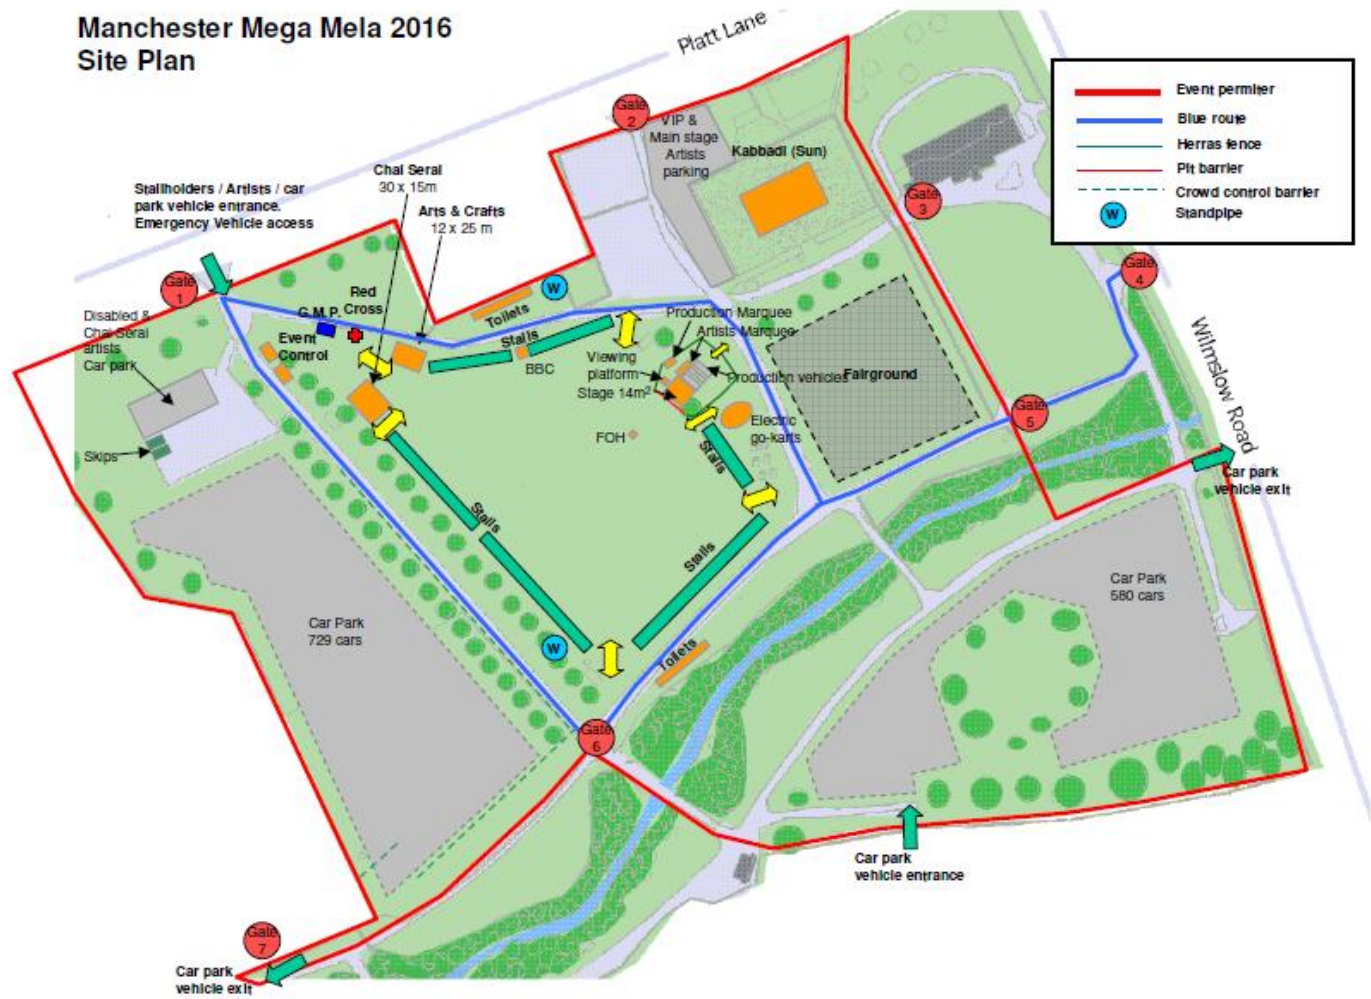 Manchester Mega Mela 2016
Site Plan
Platt Lane
Event permiter
Blue route
Herras fence
Pit barrier
Crowd control barrier
W
Standpipe
Gate
2
VIP &
Main stage
Artists
parking
Kabbadi (Sun)
Gate
3
Gate
4
Wilmslow Road
Stallholders / Artists / car
park vehicle entrance.
Emergency Vehicle access
Chai Serai
30 x 15m
Arts & Crafts
12 x 25 m
Gate
1
Disabled &
Chai Serai
artists
Car park
Skips
G.M.P.
Red
Cross
Event
Control
Toilets
W
Stalls
BBC
Production Marquee
Artists Marquee
Viewing
platform
Production vehicles
Stage 14m²
FOH
Electric
go-karts
Fairground
Gate
5
Stalls
Stalls
Stalls
Car park
vehicle exit
Car Park
729 cars
Car Park
580 cars
W
Toilets
Gate
6
Car park
vehicle entrance
Gate
7
Car park
vehicle exit